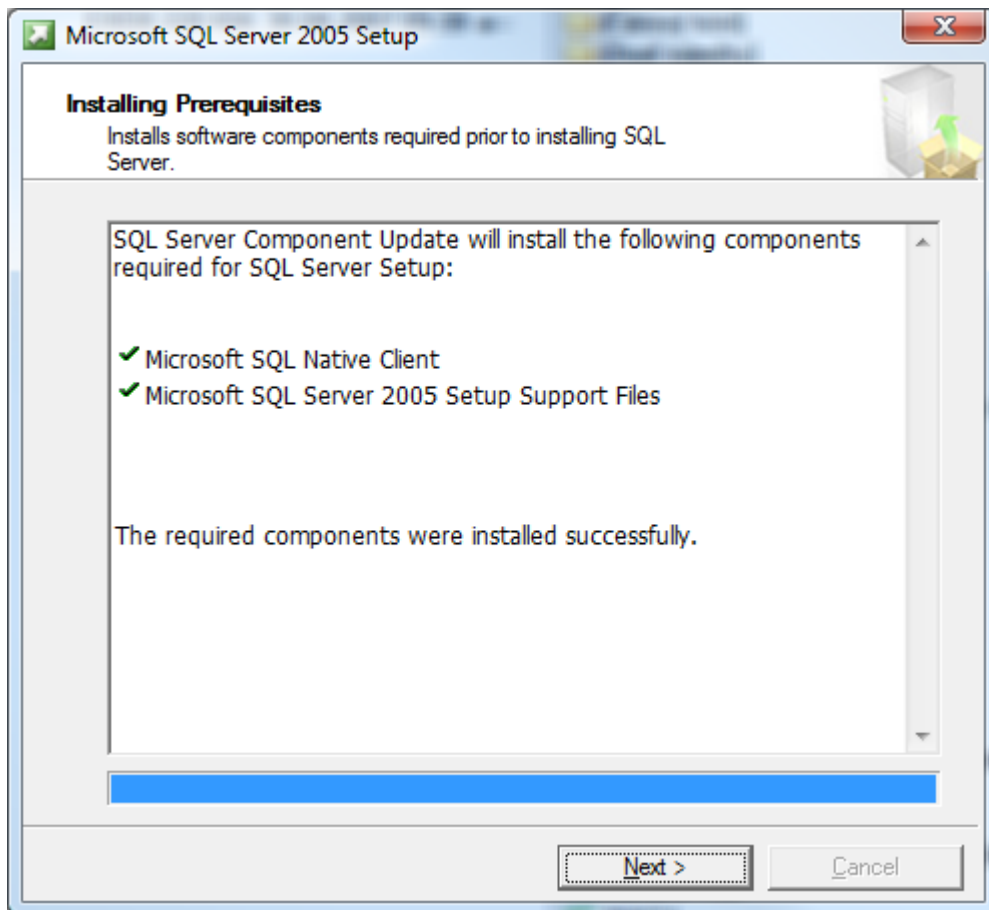 Microsoft SQL Server 2005 Setup
Installing Prerequisites
Installs software components required prior to installing SQL
Server.
SQL Server Component Update will install the following components
required for SQL Server Setup:
Microsoft SQL Native Client
Microsoft SQL Server 2005 Setup Support Files
The required components were installed successfully.
Next >
Cancel